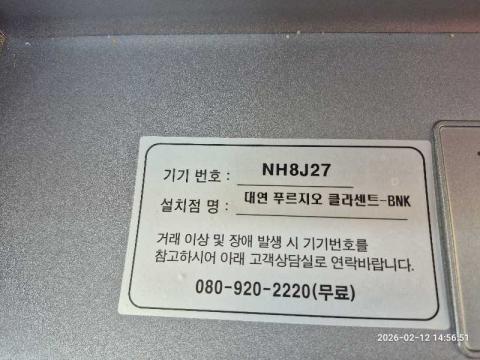 기기 번호 : NH8J27
설치점 명 : 대연 푸르지오 클라센트-BNK
거래 이상 및 장애 발생 시 기기번호를
참고하시어 아래 고객상담실로 연락바랍니다.
080-920-2220(무료)
2026-02-12 14:56:51